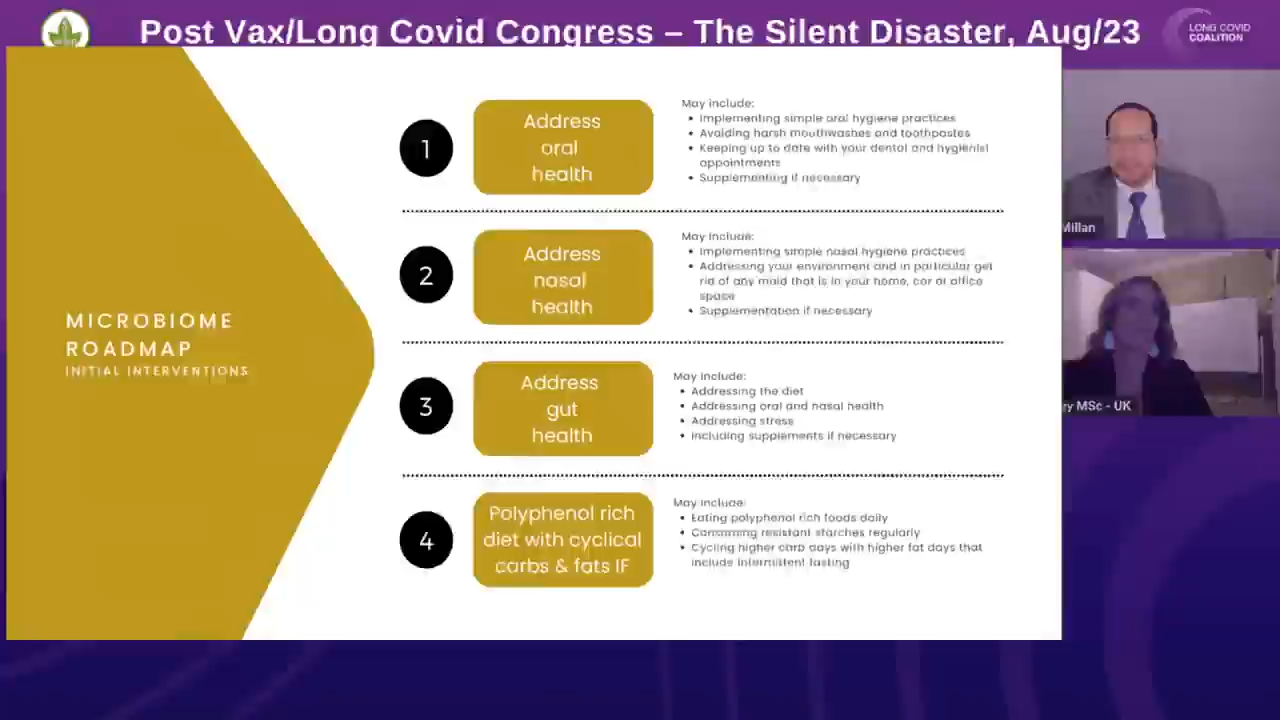 Post Vax/Long Covid Congress – The Silent Disaster, Aug/23
LONG COVID
COALITION
MICROBIOME
ROADMAP
INITIAL INTERVENTIONS
1
Address
oral
health
May include:
• Implementing simple oral hygiene practices
• Avoiding harsh mouthwashes and toothpastes
• Keeping up to date with your dental and hygienist
appointments
• Supplementing if necessary
2
Address
nasal
health
May include:
• Implementing simple nasal hygiene practices
• Addressing your environment and in particular get
rid of any mold that is in your home, car or office
space
• Supplementation if necessary
3
Address
gut
health
May include:
• Addressing the diet
• Addressing oral and nasal health
• Addressing stress
• Including supplements if necessary
4
Polyphenol rich
diet with cyclical
carbs & fats IF
May include:
• Eating polyphenol rich foods daily
• Consuming resistant starches regularly
• Cycling higher carb days with higher fat days that
include intermittent fasting
Millan
ry MSc - UK